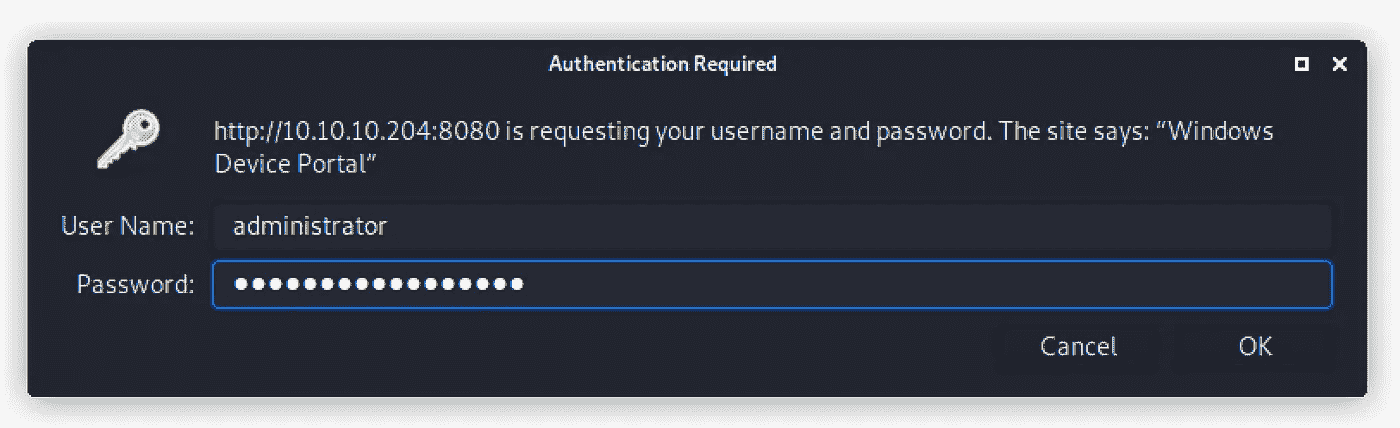 Authentication Required
http://10.10.10.204:8080 is requesting your username and password. The site says: “Windows
Device Portal”
User Name: administrator
Password: •••••••••••••••••
Cancel OK